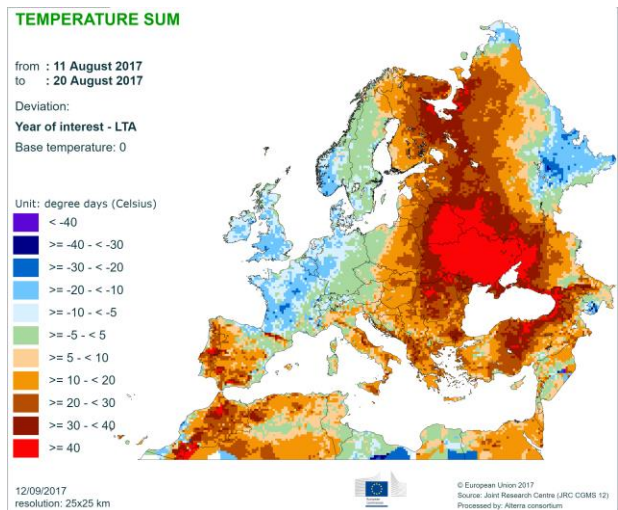 TEMPERATURE SUM
from : 11 August 2017
to : 20 August 2017
Deviation:
Year of interest - LTA
Base temperature: 0
Unit: degree days (Celsius)
< -40
>= -40 - < -30
>= -30 - < -20
>= -20 - < -10
>= -10 - < -5
>= -5 - < 5
>= 5 - < 10
>= 10 - < 20
>= 20 - < 30
>= 30 - < 40
>= 40
12/09/2017
resolution: 25x25 km
© European Union 2017
Source: Joint Research Centre (JRC CGMS 12)
Processed by: Alterra consortium